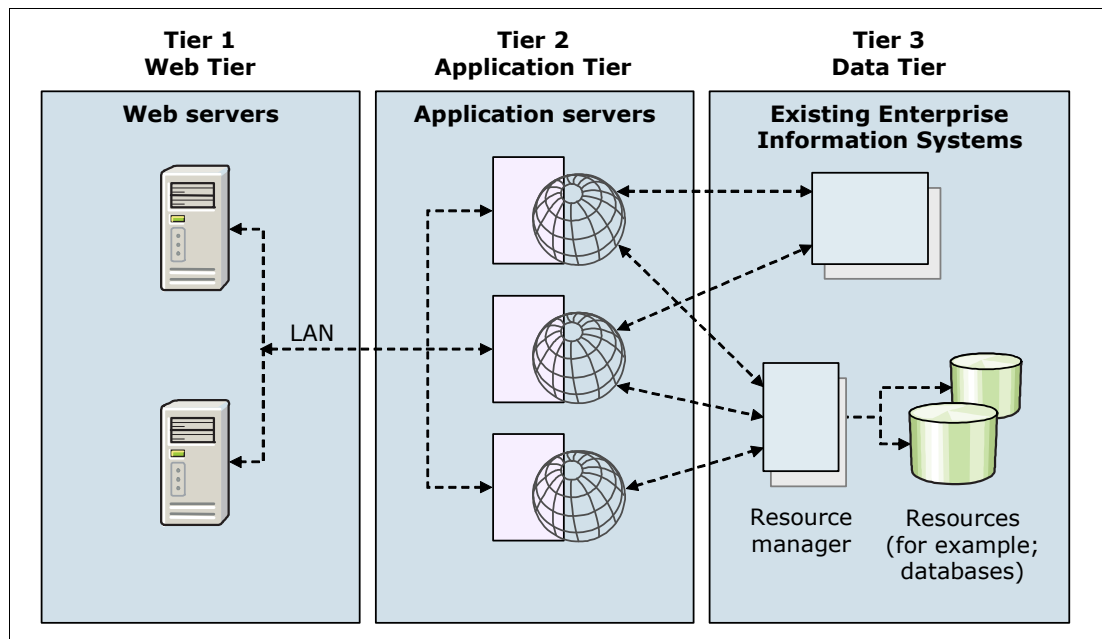 Tier 1
Web Tier
Tier 2
Application Tier
Tier 3
Data Tier
Web servers
Application servers
Existing Enterprise
Information Systems
LAN
Resource
manager
Resources
(for example;
databases)